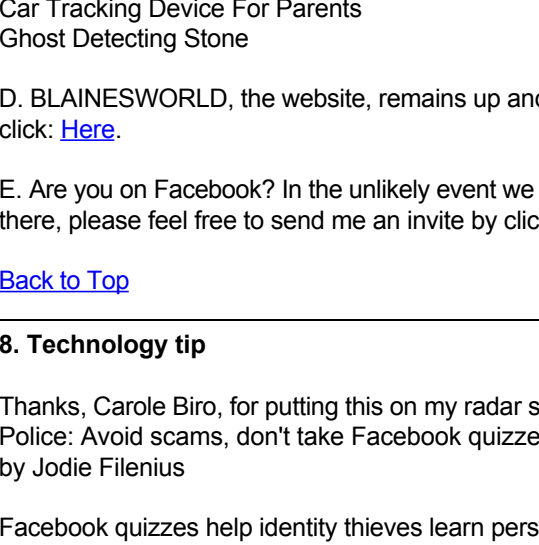 Car Tracking Device For Parents
Ghost Detecting Stone
D. BLAINESWORLD, the website, remains up and
click: Here.
E. Are you on Facebook? In the unlikely event we
there, please feel free to send me an invite by clic
Back to Top
8. Technology tip
Thanks, Carole Biro, for putting this on my radar s
Police: Avoid scams, don't take Facebook quizze
by Jodie Filenius
Facebook quizzes help identity thieves learn pers